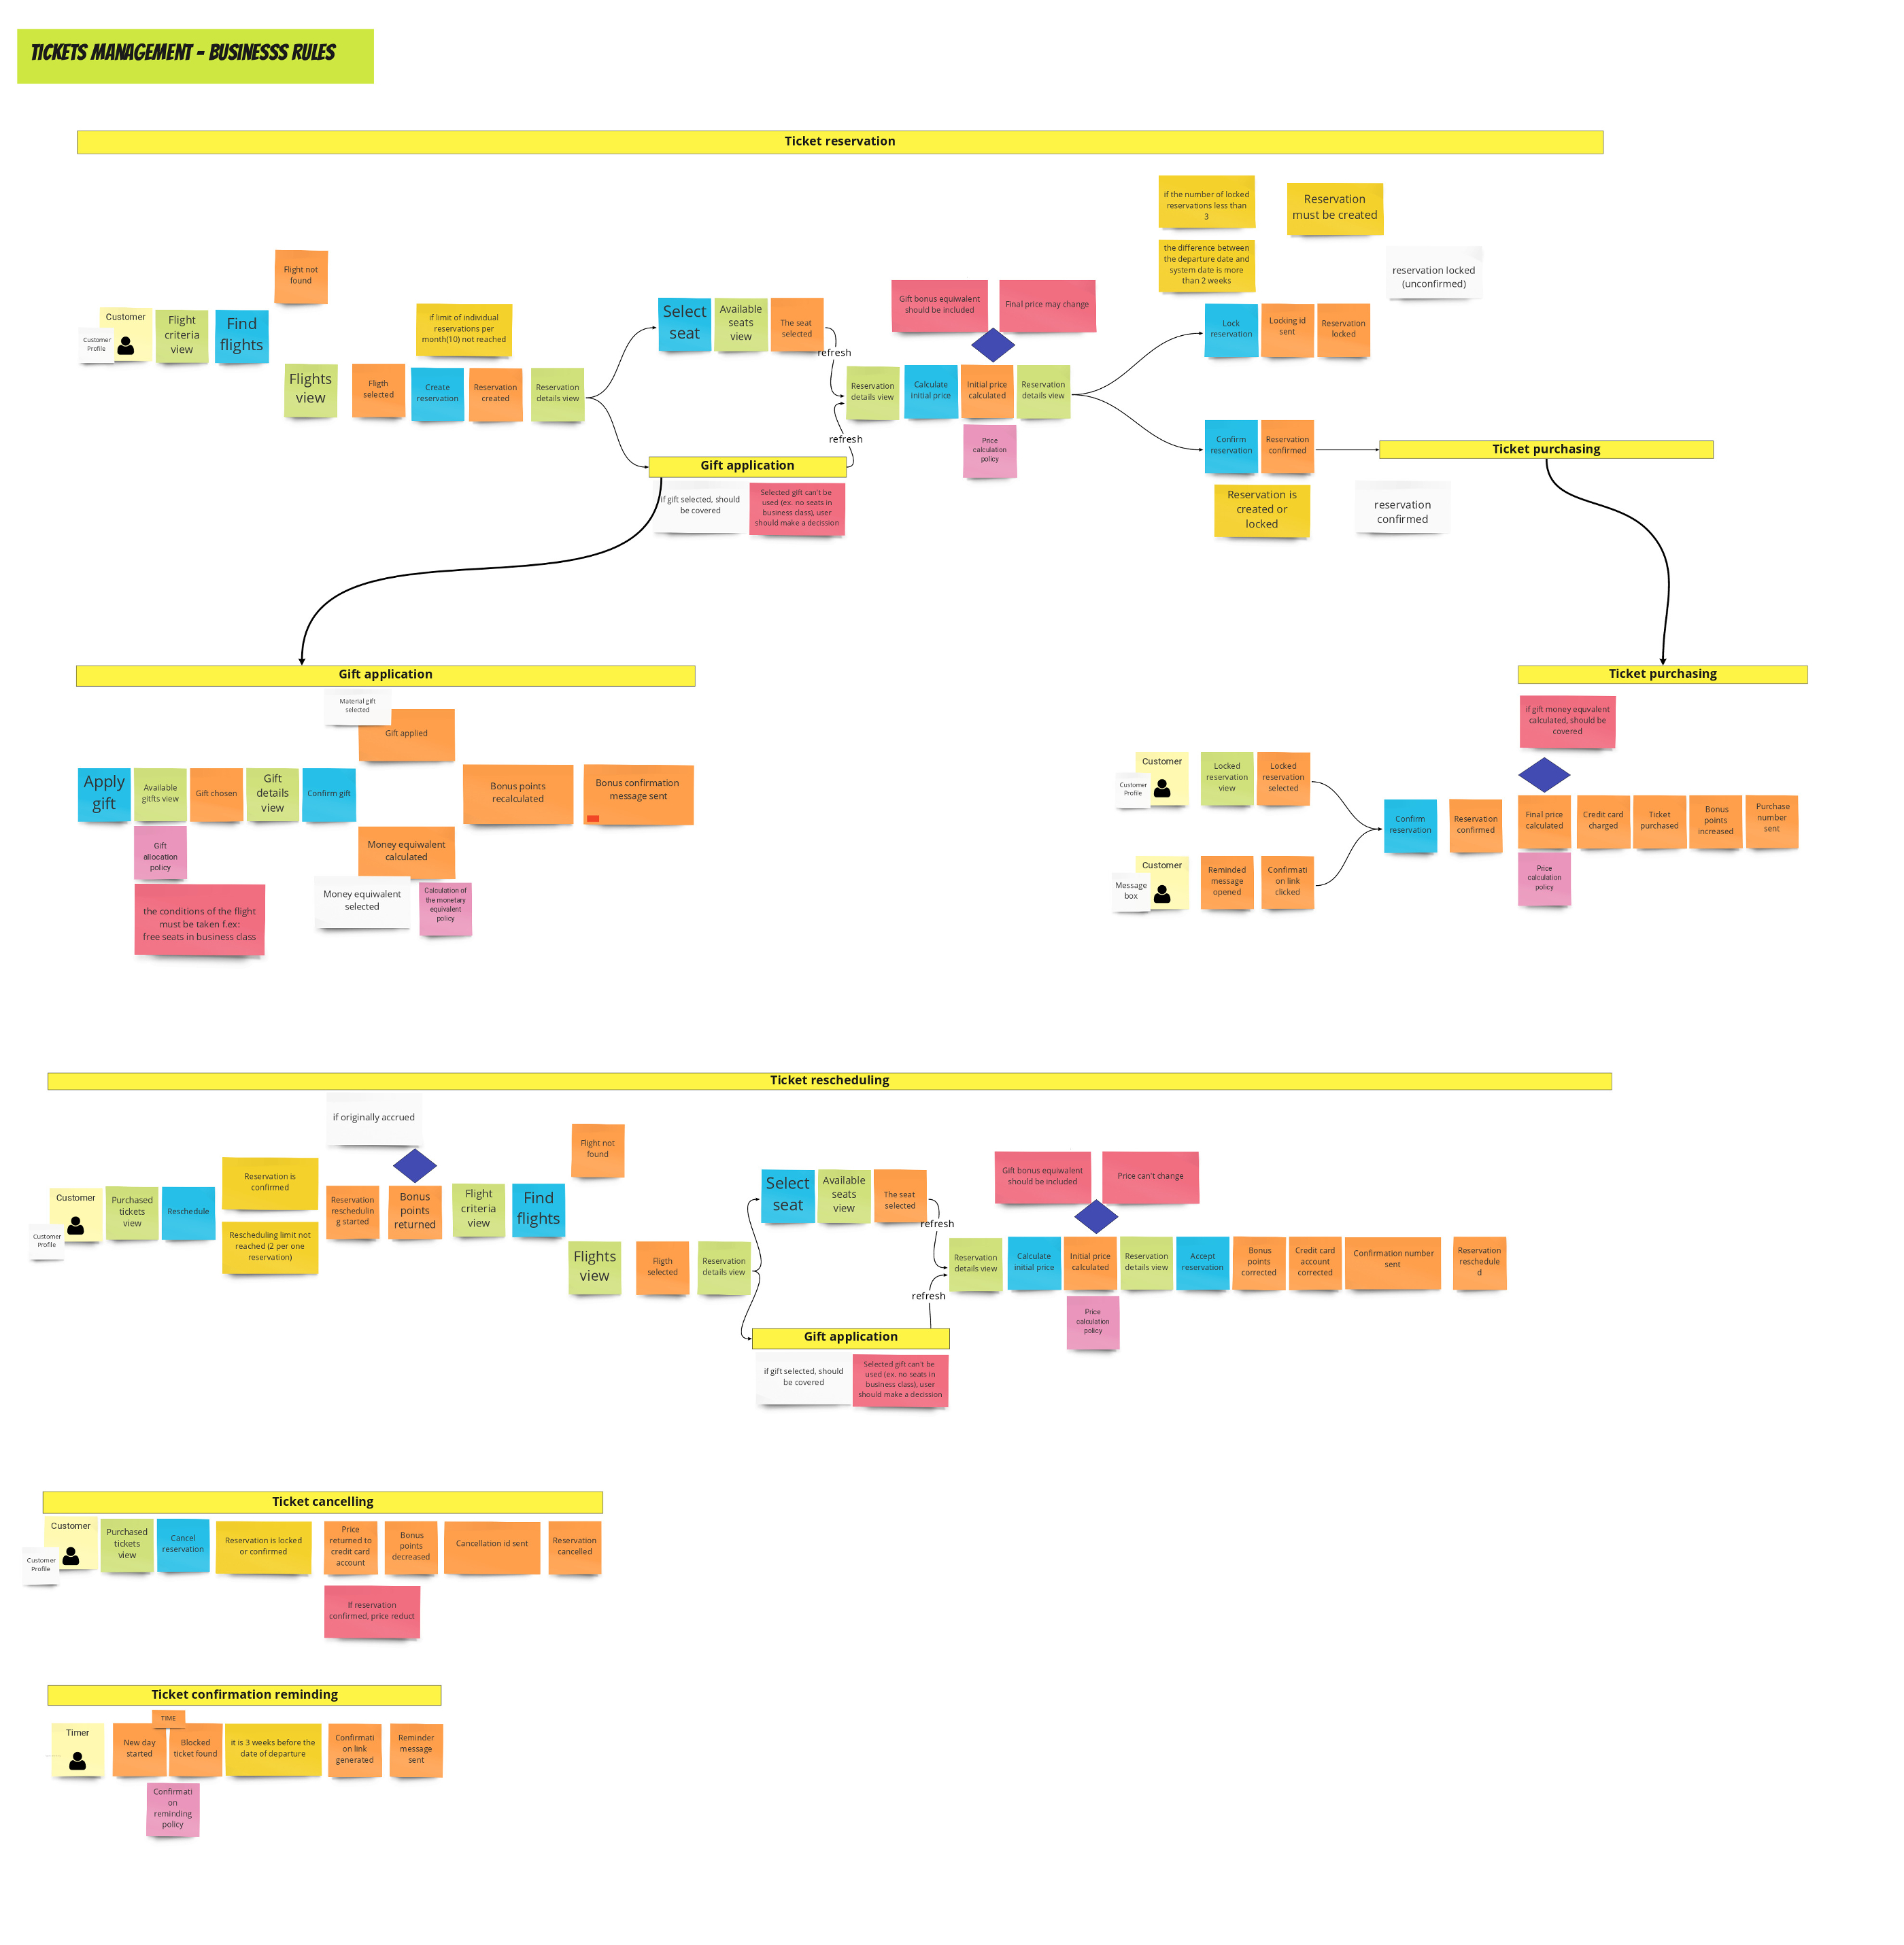 TICKETS MANAGEMENT - BUSINESSS RULES
Ticket reservation
if the number of locked
reservations less than
3
Reservation
must be created
the difference between
the departure date and
system date is more
than 2 weeks
reservation locked
(unconfirmed)
Flight not
found
Customer
Customer
Profile
Flight
criteria
view
Find
flights
if limit of individual
reservations per
month(10) not reached
Select
seat
Available
seats
view
The seat
selected
refresh
Gift bonus equivalent
should be included
Final price may change
Lock
reservation
Locking id
sent
Reservation
locked
Flights
view
Fligth
selected
Create
reservation
Reservation
created
Reservation
details view
Reservation
details view
Calculate
initial price
Initial price
calculated
Reservation
details view
refresh
Price
calculation
policy
Confirm
reservation
Reservation
confirmed
Ticket purchasing
Gift application
if gift selected, should
be covered
Selected gift can't be
used (ex. no seats in
business class), user
should make a decission
Reservation is
created or
locked
reservation
confirmed
Gift application
Material gift
selected
Gift applied
Apply
gift
Available
gitfts view
Gift chosen
Gift
details
view
Confirm gift
Bonus points
recalculated
Bonus confirmation
message sent
Gift
allocation
policy
Money equivalent
calculated
the conditions of the flight
must be taken f.ex:
free seats in business class
Money equiwalent
selected
Calculation of
the monetary
equivalent
policy
Ticket purchasing
if gift money equvalent
calculated, should be
covered
Customer
Customer
Profile
Locked
reservation
view
Locked
reservation
selected
Confirm
reservation
Reservation
confirmed
Final price
calculated
Credit card
charged
Ticket
purchased
Bonus
points
increased
Purchase
number
sent
Customer
Message
box
Reminded
message
opened
Confirmati
on link
clicked
Price
calculation
policy
Ticket rescheduling
if originally accrued
Flight not
found
Customer
Customer
Profile
Purchased
tickets
view
Reschedule
Reservation is
confirmed
Rescheduling limit not
reached (2 per one
reservation)
Reservation
reschedulin
g started
Bonus
points
returned
Flight
criteria
view
Find
flights
Flights
view
Fligth
selected
Reservation
details view
Select
seat
Available
seats
view
The seat
selected
refresh
Gift bonus equivalent
should be included
Price can't change
Reservation
details view
Calculate
initial price
Initial price
calculated
Reservation
details view
Accept
reservation
Bonus
points
corrected
Credit card
account
corrected
Confirmation number
sent
Reservation
reschedule
d
refresh
Price
calculation
policy
Gift application
if gift selected, should
be covered
Selected gift can't be
used (ex. no seats in
business class), user
should make a decission
Ticket cancelling
Customer
Customer
Profile
Purchased
tickets
view
Cancel
reservation
Reservation is locked
or confirmed
Price
returned to
credit card
account
Bonus
points
decreased
Cancellation id sent
Reservation
cancelled
If reservation
confirmed, price reduct
Ticket confirmation reminding
Timer
TIME
New day
started
Blocked
ticket found
it is 3 weeks before the
date of departure
Confirmati
on link
generated
Reminder
message
sent
Confirmati
on
reminding
policy